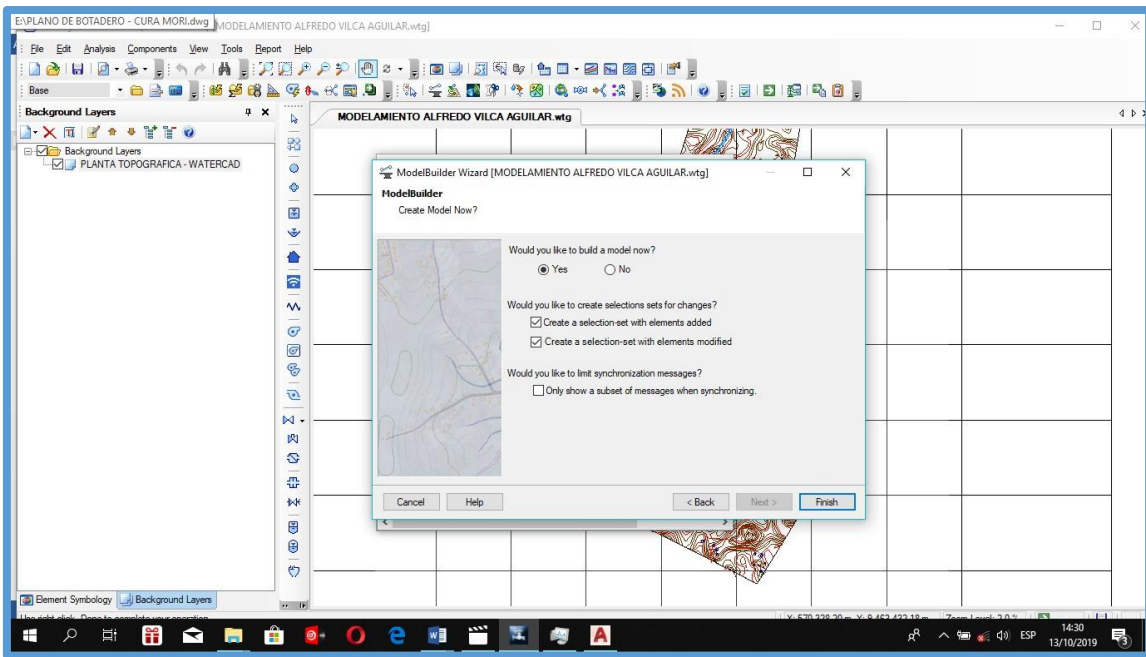 E:\PLANO DE BOTADERO - CURA MORI.dwg
MODELAMIENTO ALFREDO VILCA AGUILAR.wtg]
File Edit Analysis Components View Tools Report Help
Base
Background Layers
MODELAMIENTO ALFREDO VILCA AGUILAR.wtg
Background Layers
PLANTA TOPOGRAFICA - WATERCAD
ModelBuilder Wizard [MODELAMIENTO ALFREDO VILCA AGUILAR.wtg]
ModelBuilder
Create Model Now?
Would you like to build a model now?
Yes No
Would you like to create selections sets for changes?
Create a selection-set with elements added
Create a selection-set with elements modified
Would you like to limit synchronization messages?
Only show a subset of messages when synchronizing.
Cancel Help < Back Next > Finish
Element Symbology Background Layers
ESP
14:30
13/10/2019